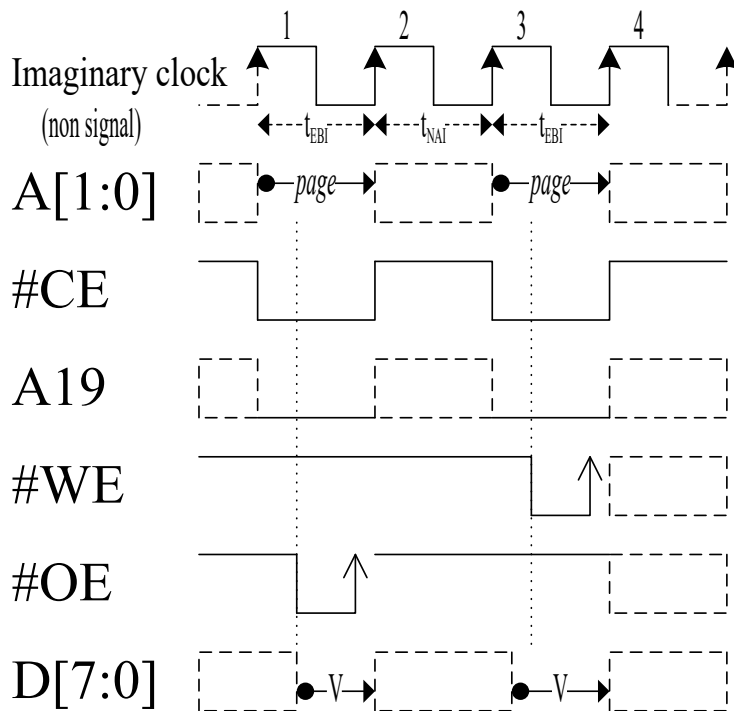 1 2 3 4
Imaginary clock
(non signal)
tEBI tNAI tEBI
A[1:0] page page
#CE
A19
#WE
#OE
D[7:0] V V